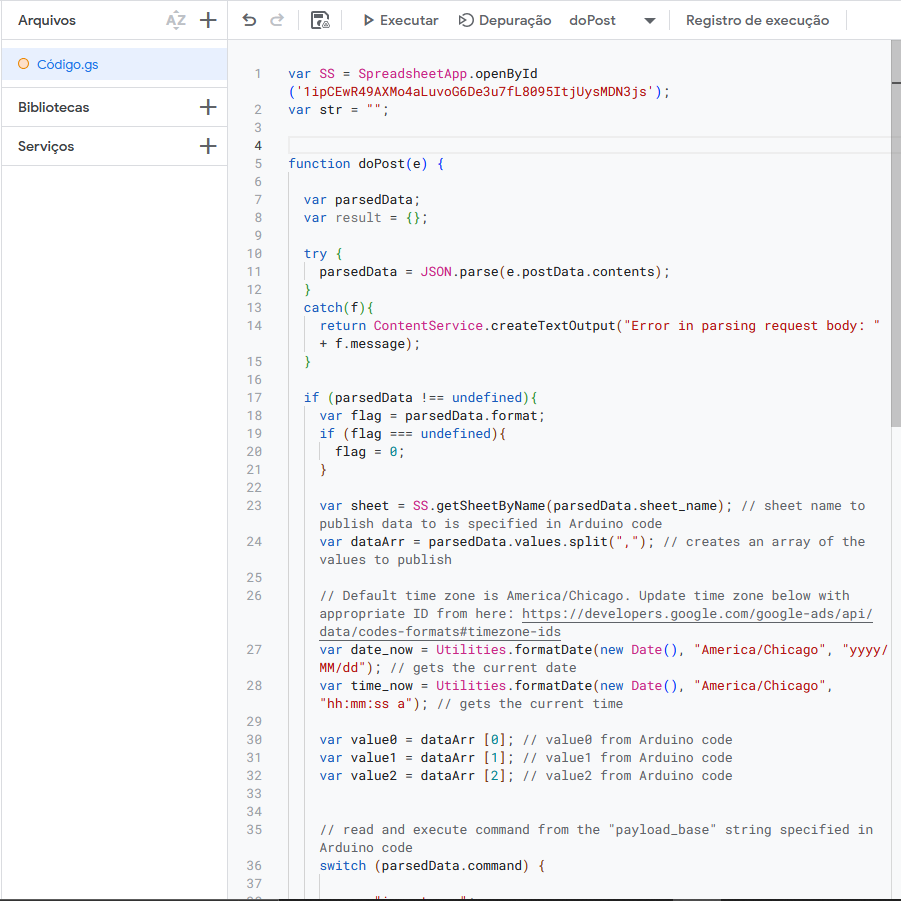 Arquivos
AZ
Executar
Depuração
doPost
Registro de execução
Código.gs
Bibliotecas
Serviços
1 var SS = SpreadsheetApp.openById
('1ipCEwR49AXMo4aLuvoG6De3u7fL8095ItjUysMDN3js');
2 var str = "";
3
4
5 function doPost(e) {
6
7 var parsedData;
8 var result = {};
9
10 try {
11 parsedData = JSON.parse(e.postData.contents);
12 }
13 catch(f){
14 return ContentService.createTextOutput("Error in parsing request body: "
+ f.message);
15 }
16
17 if (parsedData !== undefined){
18 var flag = parsedData.format;
19 if (flag === undefined){
20 flag = 0;
21 }
22
23 var sheet = SS.getSheetByName(parsedData.sheet_name); // sheet name to
publish data to is specified in Arduino code
24 var dataArr = parsedData.values.split(","); // creates an array of the
values to publish
25
26 // Default time zone is America/Chicago. Update time zone below with
appropriate ID from here: https://developers.google.com/google-ads/api/
data/codes-formats#timezone-ids
27 var date_now = Utilities.formatDate(new Date(), "America/Chicago", "yyyy/
MM/dd"); // gets the current date
28 var time_now = Utilities.formatDate(new Date(), "America/Chicago",
"hh:mm:ss a"); // gets the current time
29
30 var value0 = dataArr [0]; // value0 from Arduino code
31 var value1 = dataArr [1]; // value1 from Arduino code
32 var value2 = dataArr [2]; // value2 from Arduino code
33
34
35 // read and execute command from the "payload_base" string specified in
Arduino code
36 switch (parsedData.command) {
37